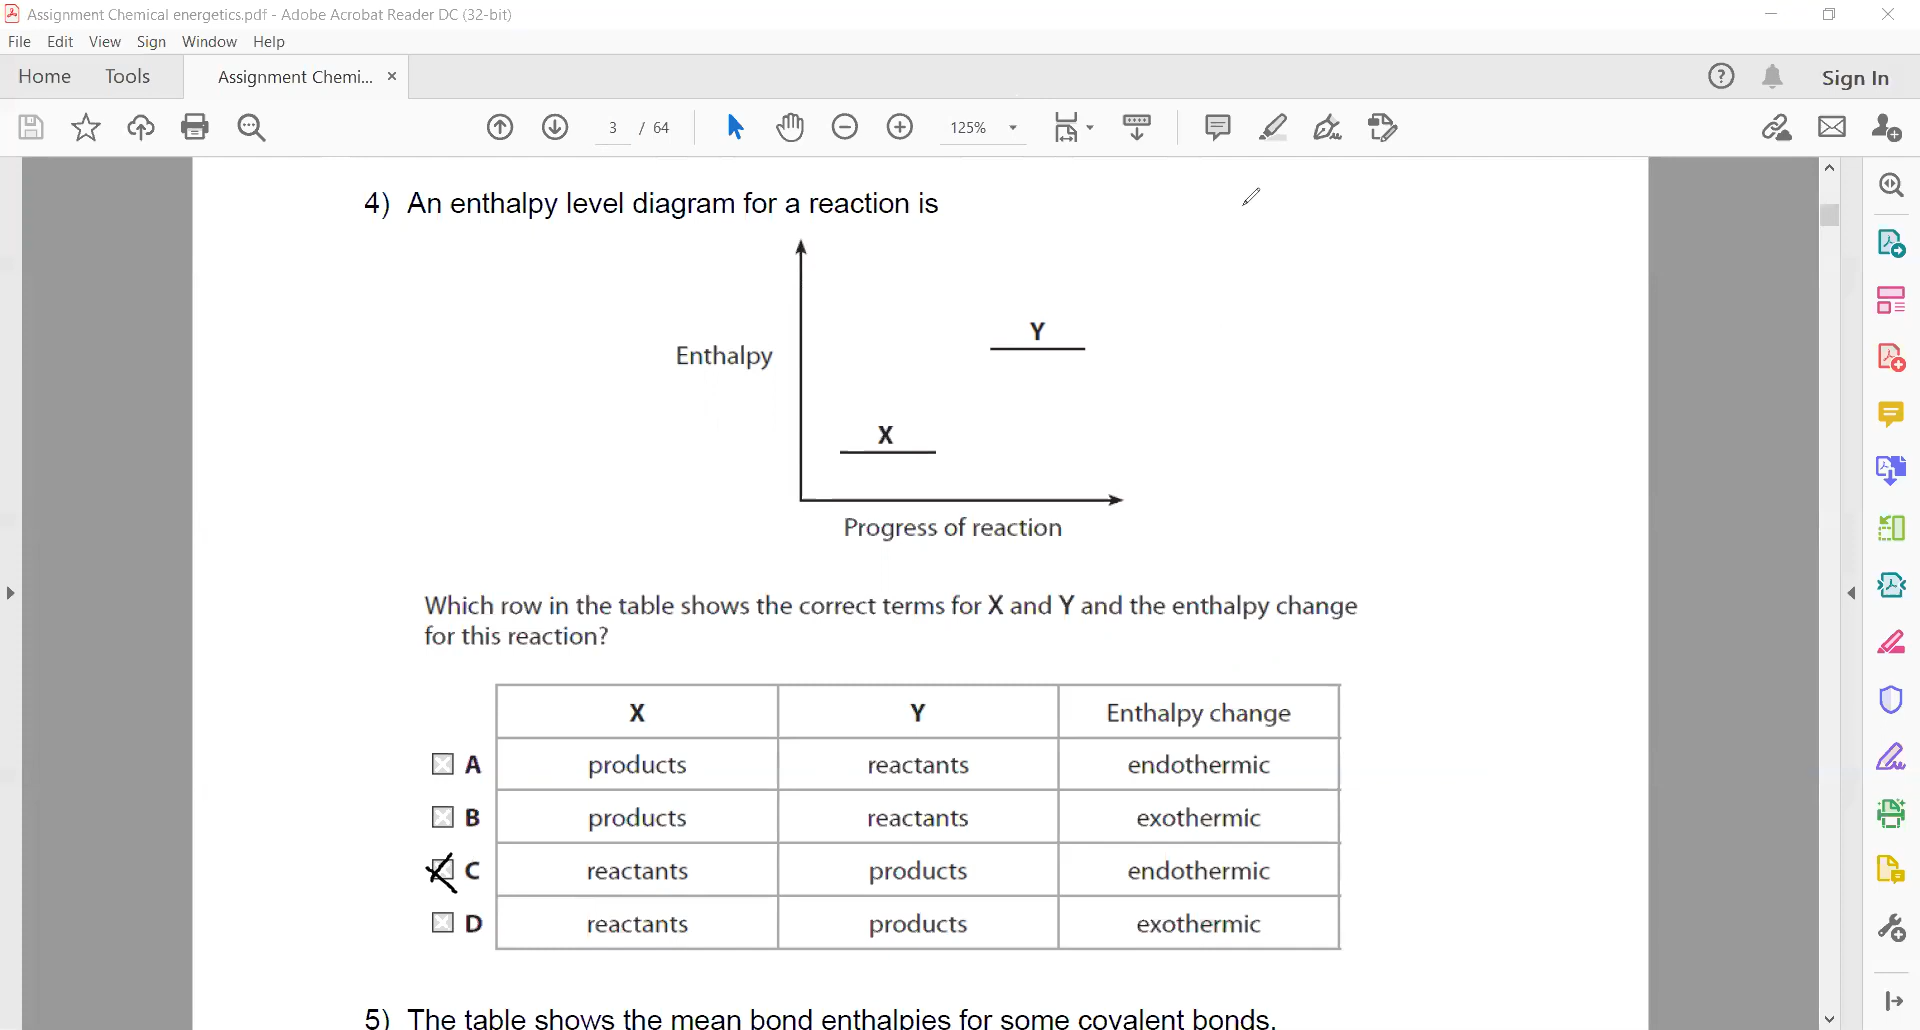 Assignment Chemical energetics.pdf - Adobe Acrobat Reader DC (32-bit)
File Edit View Sign Window Help
Home Tools Assignment Chemi... × Sign In
3 / 64 125%
4) An enthalpy level diagram for a reaction is
Y
Enthalpy
X
Progress of reaction
Which row in the table shows the correct terms for X and Y and the enthalpy change
for this reaction?
X Y Enthalpy change
A products reactants endothermic
B products reactants exothermic
C reactants products endothermic
D reactants products exothermic
5) The table shows the mean bond enthalpies for some covalent bonds.